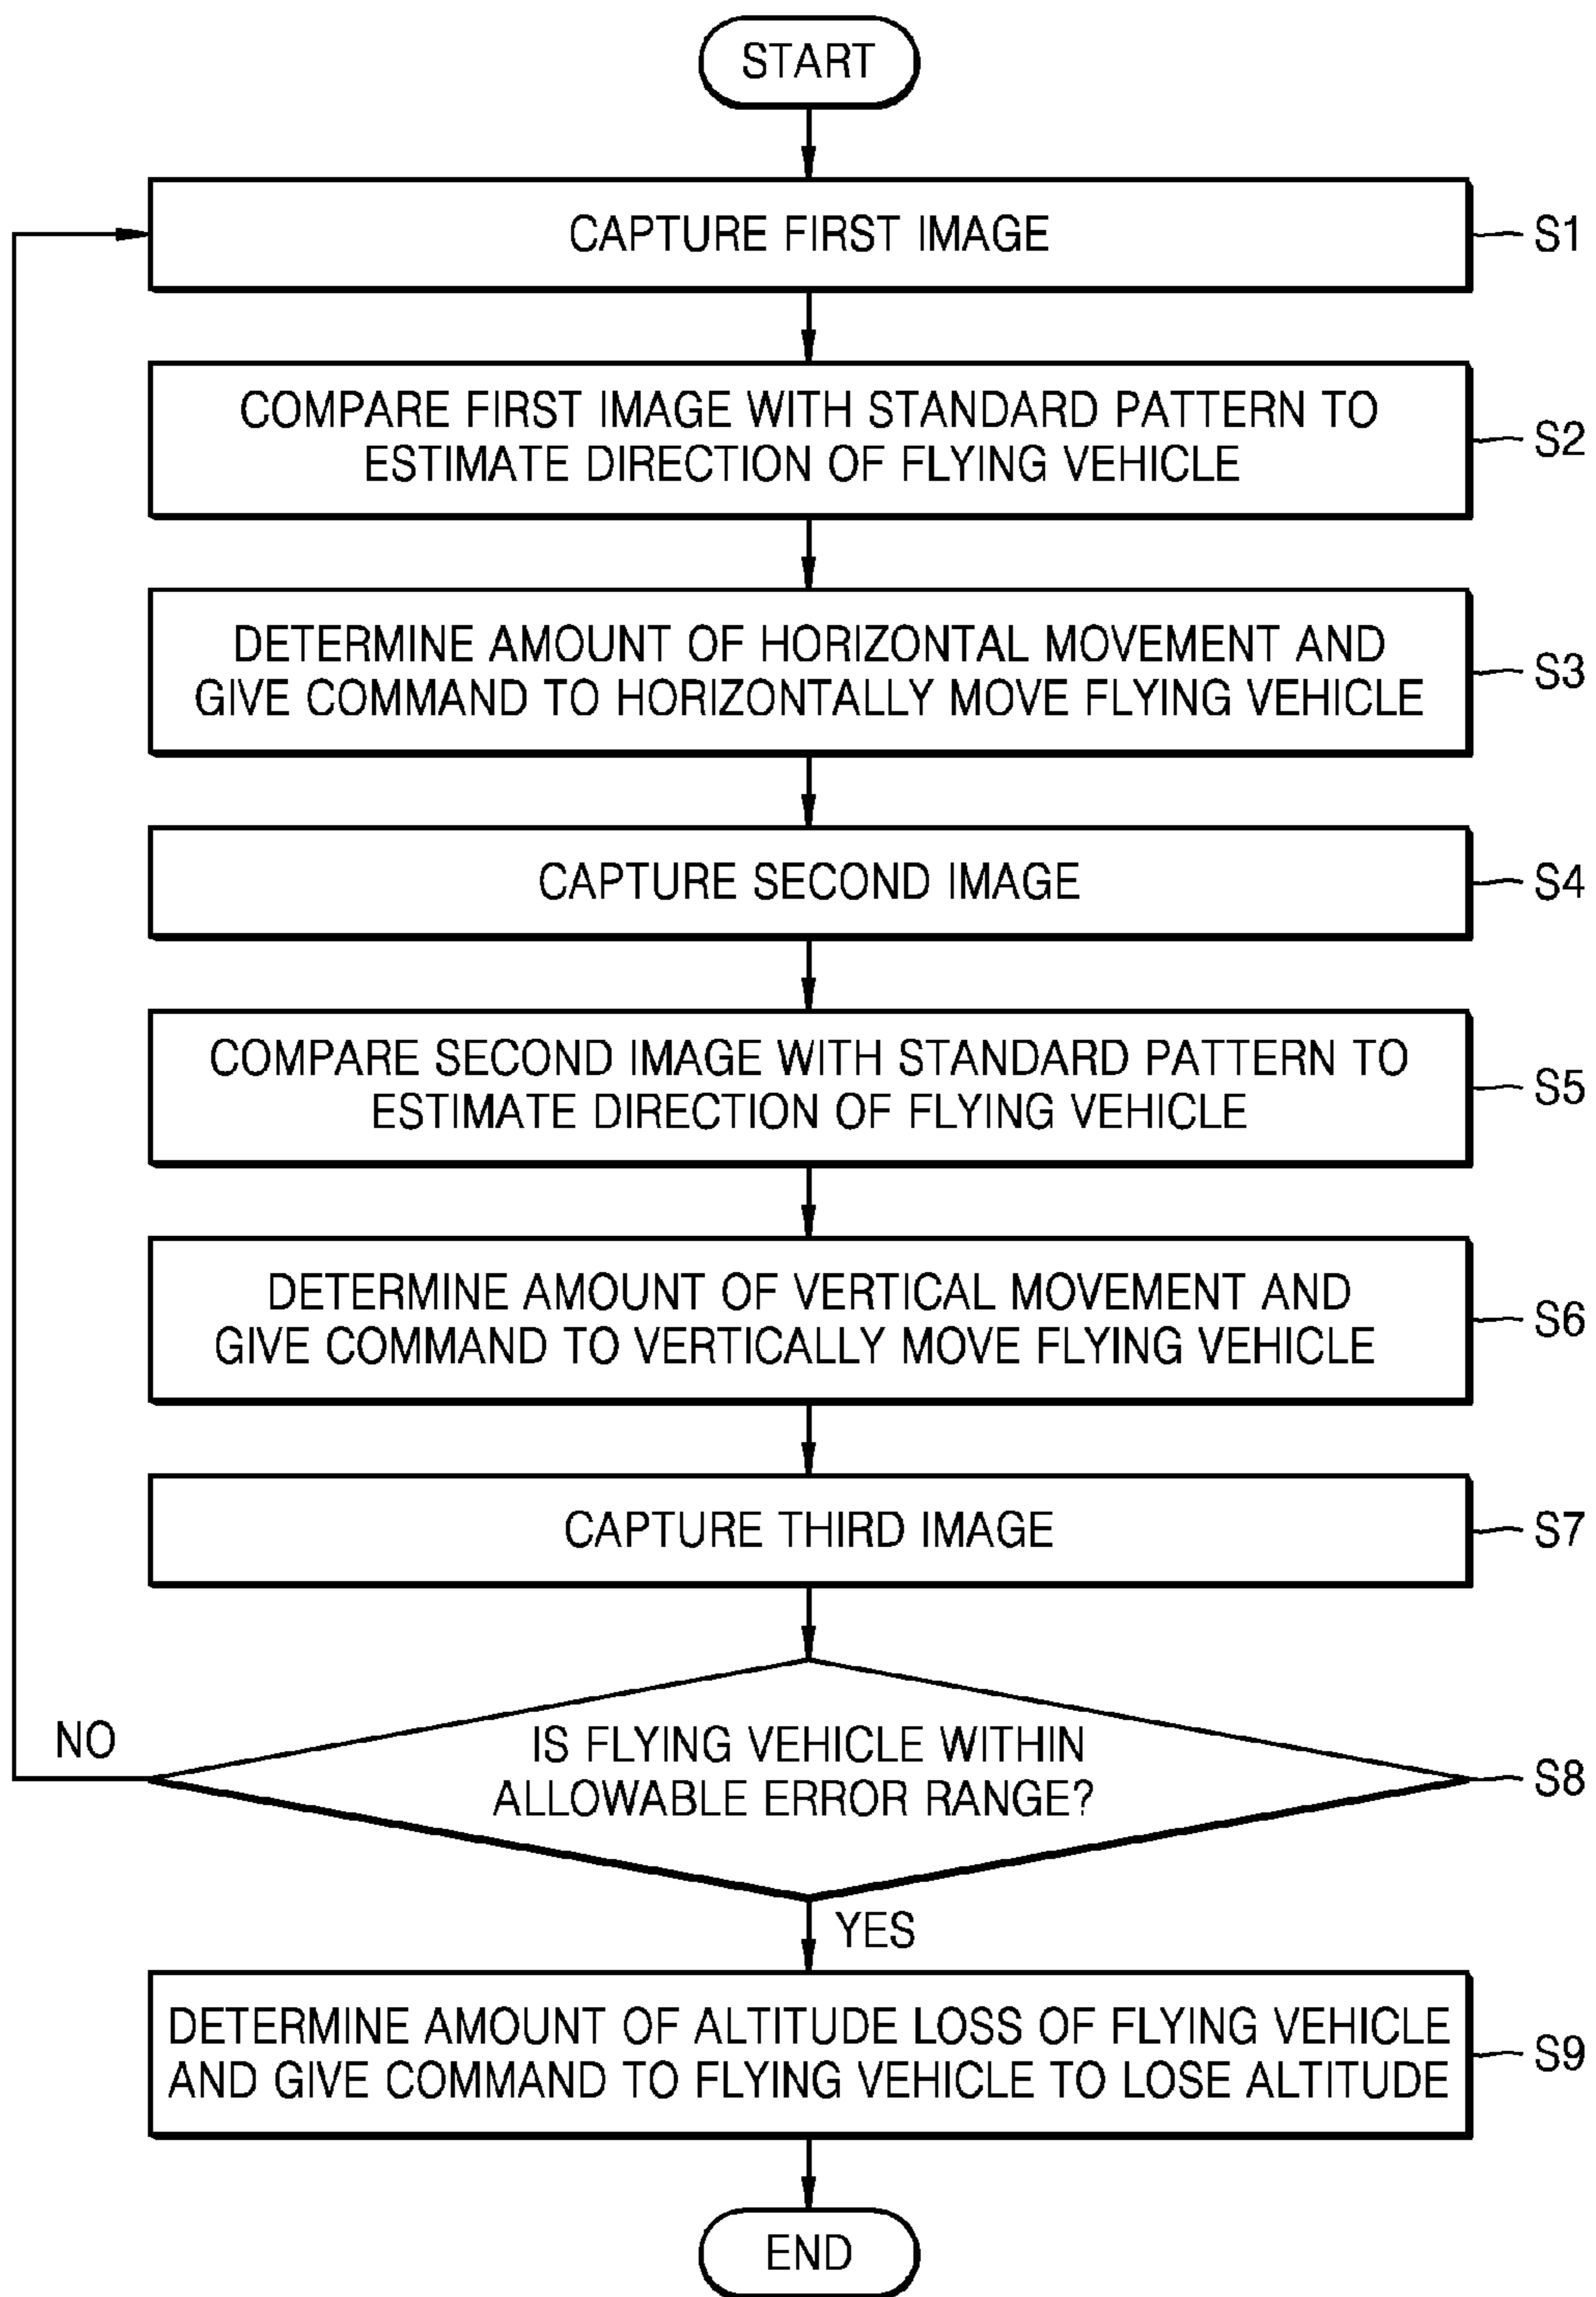 START
CAPTURE FIRST IMAGE
S1
COMPARE FIRST IMAGE WITH STANDARD PATTERN TO
ESTIMATE DIRECTION OF FLYING VEHICLE
S2
DETERMINE AMOUNT OF HORIZONTAL MOVEMENT AND
GIVE COMMAND TO HORIZONTALLY MOVE FLYING VEHICLE
S3
CAPTURE SECOND IMAGE
S4
COMPARE SECOND IMAGE WITH STANDARD PATTERN TO
ESTIMATE DIRECTION OF FLYING VEHICLE
S5
DETERMINE AMOUNT OF VERTICAL MOVEMENT AND
GIVE COMMAND TO VERTICALLY MOVE FLYING VEHICLE
S6
CAPTURE THIRD IMAGE
S7
NO
IS FLYING VEHICLE WITHIN
ALLOWABLE ERROR RANGE?
S8
YES
DETERMINE AMOUNT OF ALTITUDE LOSS OF FLYING VEHICLE
AND GIVE COMMAND TO FLYING VEHICLE TO LOSE ALTITUDE
S9
END